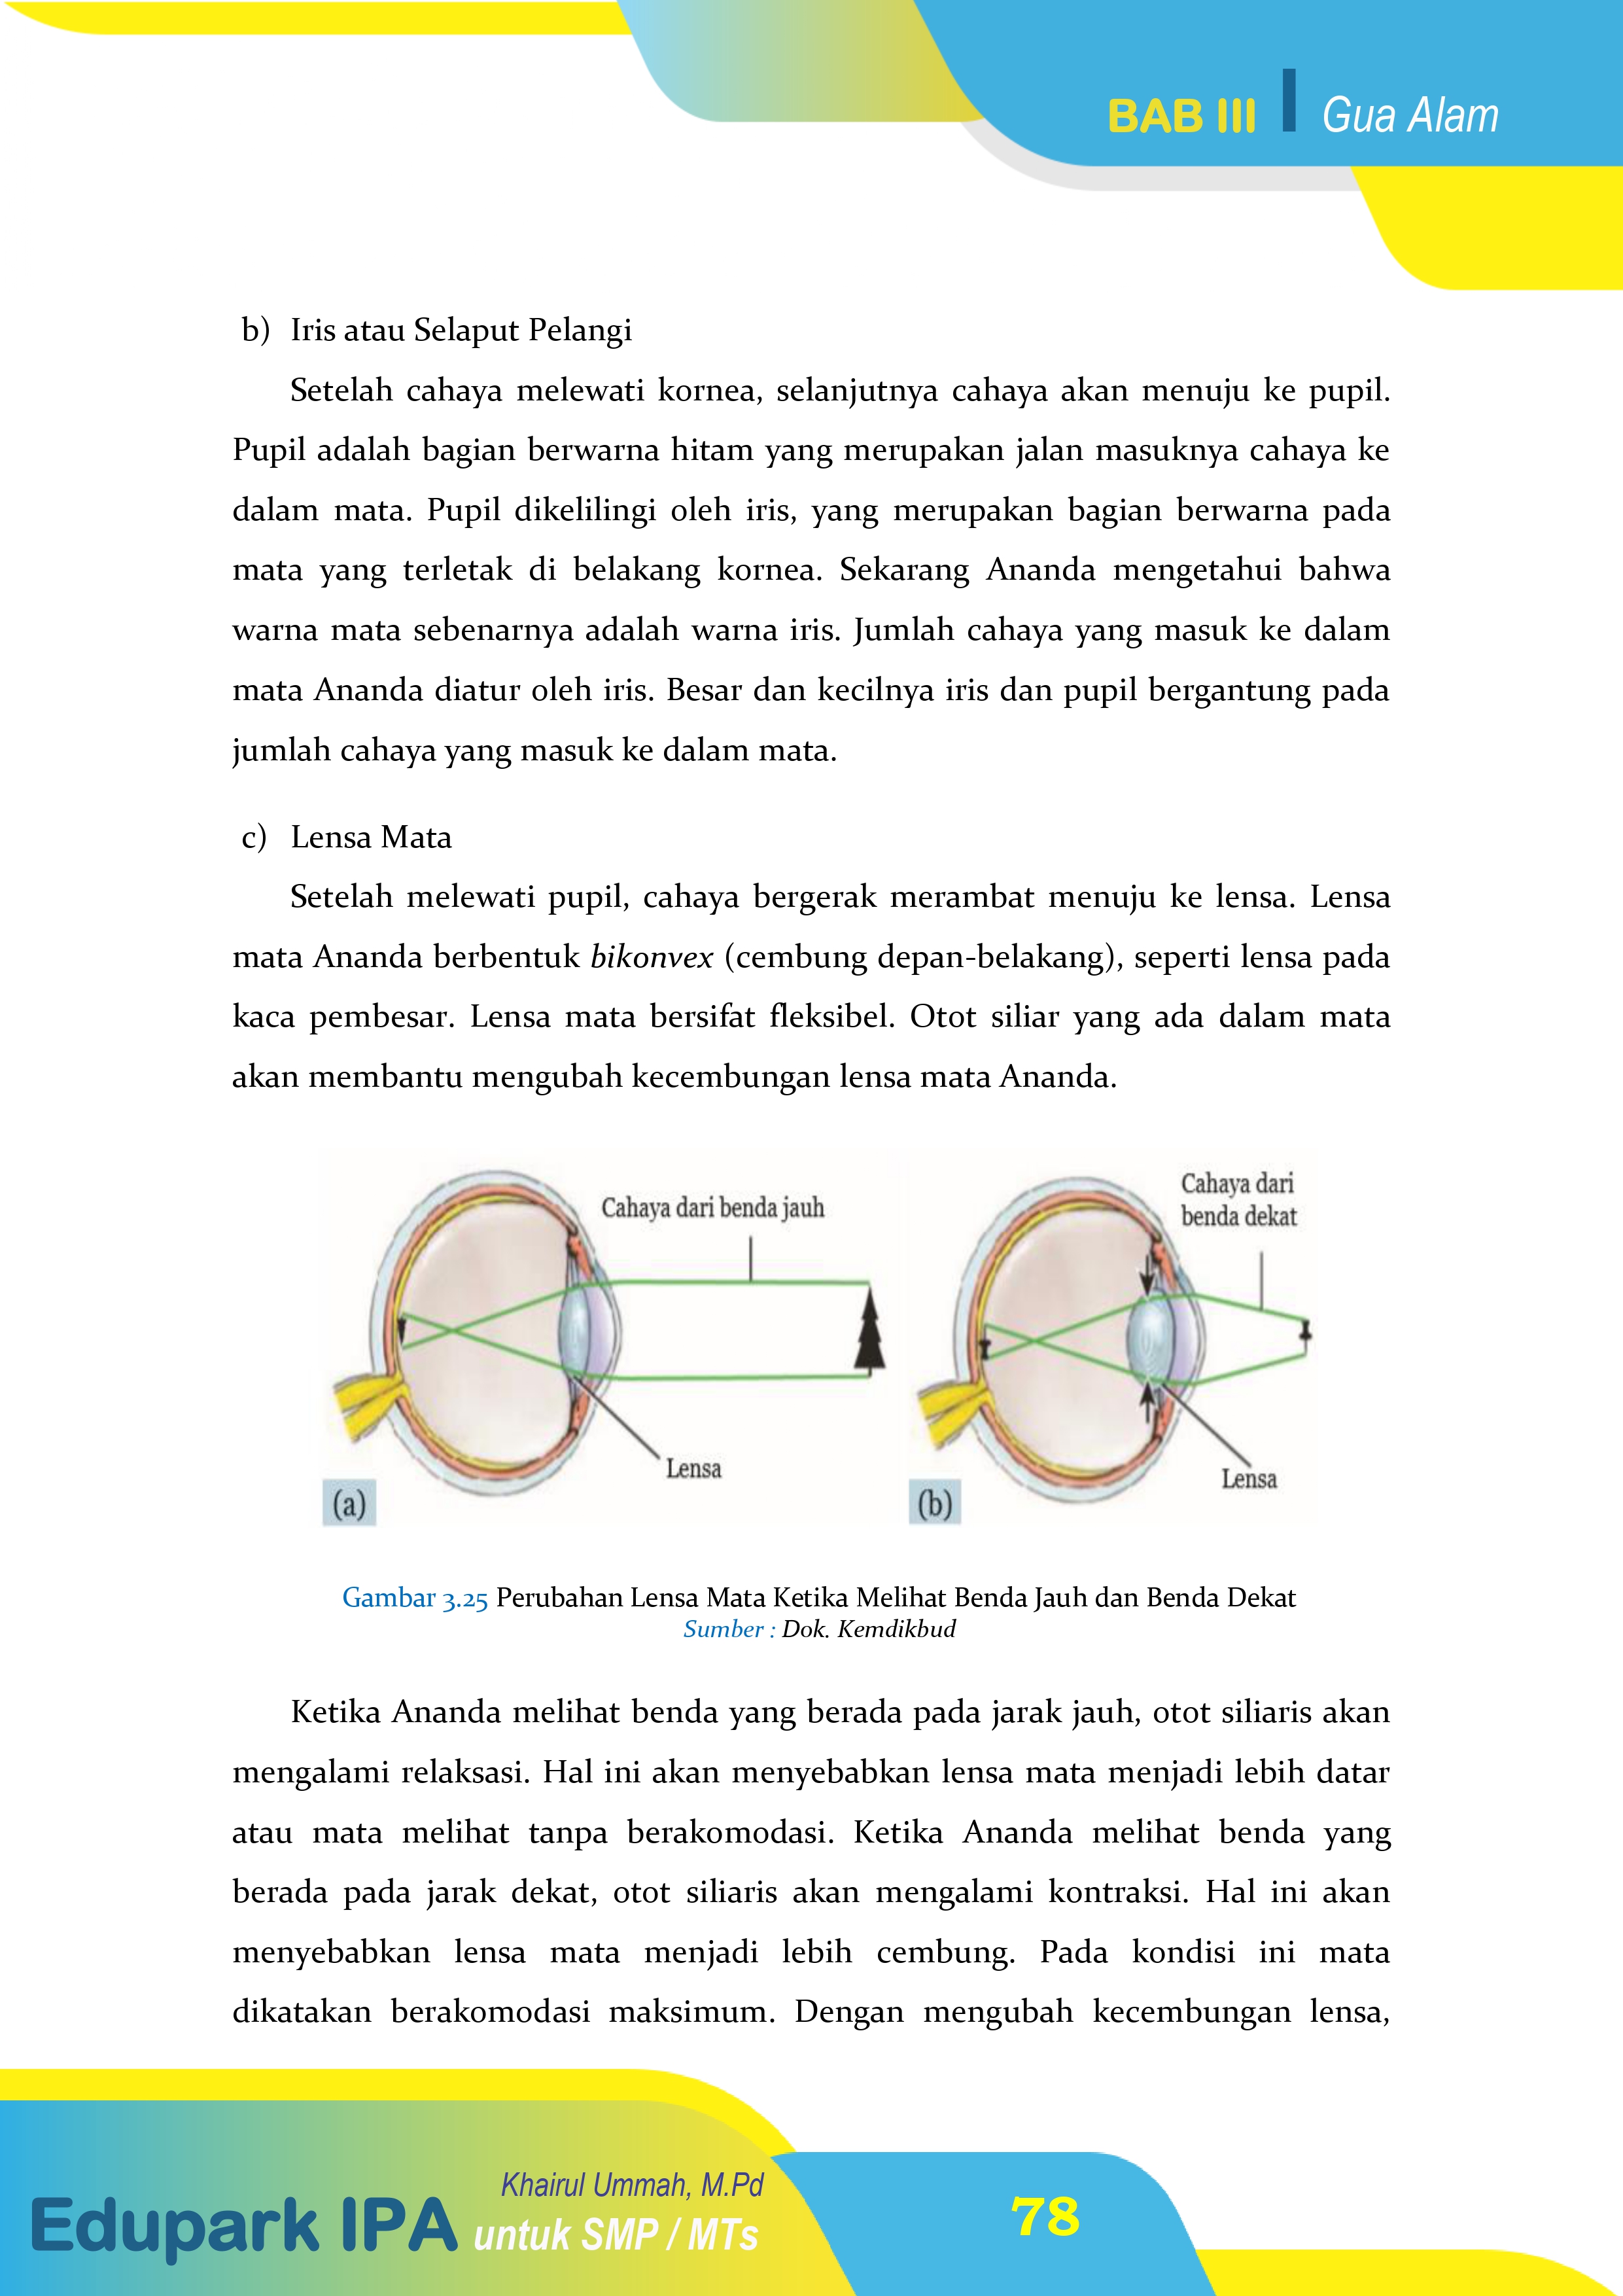 BAB III Gua Alam
b) Iris atau Selaput Pelangi
Setelah cahaya melewati kornea, selanjutnya cahaya akan menuju ke pupil.
Pupil adalah bagian berwarna hitam yang merupakan jalan masuknya cahaya ke
dalam mata. Pupil dikelilingi oleh iris, yang merupakan bagian berwarna pada
mata yang terletak di belakang kornea. Sekarang Ananda mengetahui bahwa
warna mata sebenarnya adalah warna iris. Jumlah cahaya yang masuk ke dalam
mata Ananda diatur oleh iris. Besar dan kecilnya iris dan pupil bergantung pada
jumlah cahaya yang masuk ke dalam mata.
c) Lensa Mata
Setelah melewati pupil, cahaya bergerak merambat menuju ke lensa. Lensa
mata Ananda berbentuk bikonvex (cembung depan-belakang), seperti lensa pada
kaca pembesar. Lensa mata bersifat fleksibel. Otot siliar yang ada dalam mata
akan membantu mengubah kecembungan lensa mata Ananda.
Cahaya dari benda jauh
Lensa
(a)
Cahaya dari
benda dekat
Lensa
(b)
Gambar 3.25 Perubahan Lensa Mata Ketika Melihat Benda Jauh dan Benda Dekat
Sumber : Dok. Kemdikbud
Ketika Ananda melihat benda yang berada pada jarak jauh, otot siliaris akan
mengalami relaksasi. Hal ini akan menyebabkan lensa mata menjadi lebih datar
atau mata melihat tanpa berakomodasi. Ketika Ananda melihat benda yang
berada pada jarak dekat, otot siliaris akan mengalami kontraksi. Hal ini akan
menyebabkan lensa mata menjadi lebih cembung. Pada kondisi ini mata
dikatakan berakomodasi maksimum. Dengan mengubah kecembungan lensa,
Khairul Ummah, M.Pd
Edupark IPA untuk SMP / MTs
78